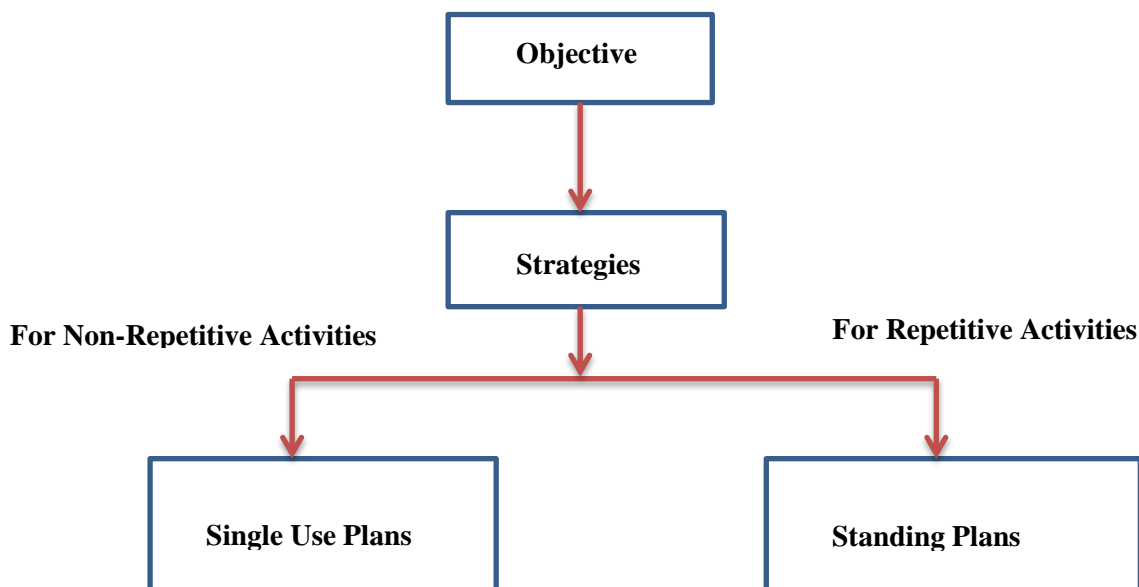 Objective
Strategies
For Non-Repetitive Activities
For Repetitive Activities
Single Use Plans
Standing Plans